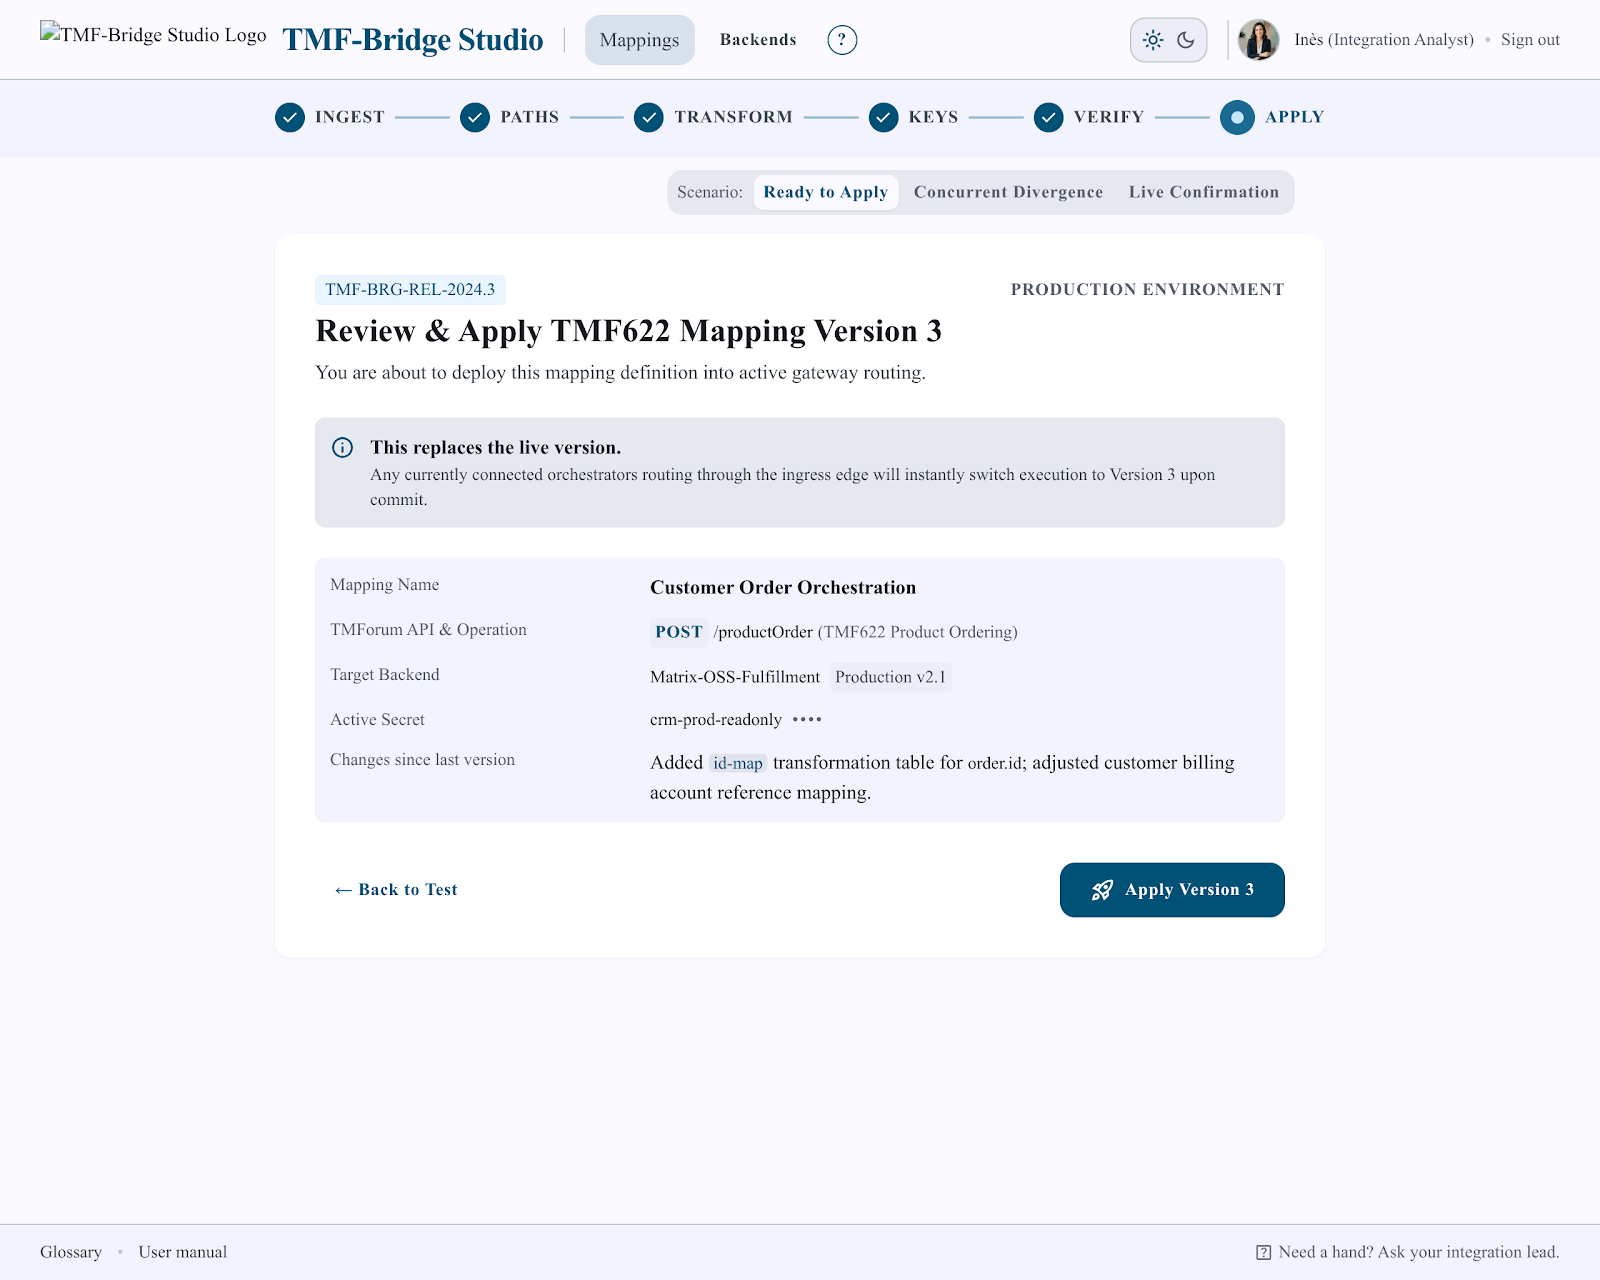 TMF-Bridge Studio Logo TMF-Bridge Studio Mappings Backends ? Inès (Integration Analyst) • Sign out
INGEST PATHS TRANSFORM KEYS VERIFY APPLY
Scenario: Ready to Apply Concurrent Divergence Live Confirmation
TMF-BRG-REL-2024.3 PRODUCTION ENVIRONMENT
Review & Apply TMF622 Mapping Version 3
You are about to deploy this mapping definition into active gateway routing.
This replaces the live version.
Any currently connected orchestrators routing through the ingress edge will instantly switch execution to Version 3 upon
commit.
Mapping Name Customer Order Orchestration
TMForum API & Operation POST /productOrder (TMF622 Product Ordering)
Target Backend Matrix-OSS-Fulfillment Production v2.1
Active Secret crm-prod-readonly ••••
Changes since last version Added id-map transformation table for order.id; adjusted customer billing
account reference mapping.
← Back to Test Apply Version 3
Glossary • User manual ? Need a hand? Ask your integration lead.